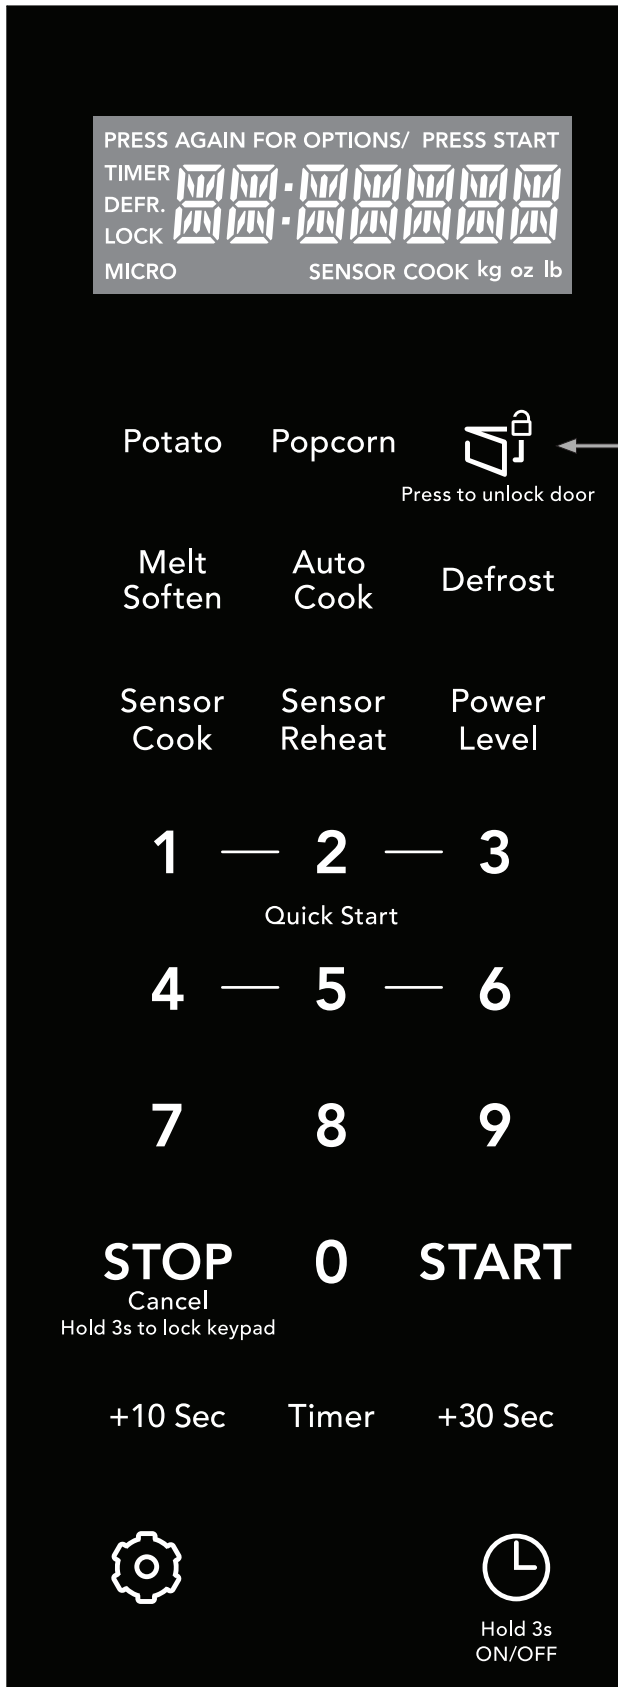 PRESS AGAIN FOR OPTIONS/ PRESS START
TIMER
DEFR.
LOCK
88:888888
MICRO SENSOR COOK kg oz lb
Potato Popcorn
Press to unlock door
Melt Soften
Auto Cook
Defrost
Sensor Cook
Sensor Reheat
Power Level
1 — 2 — 3
Quick Start
4 — 5 — 6
7 8 9
STOP 0 START
Cancel
Hold 3s to lock keypad
+10 Sec Timer +30 Sec
Hold 3s
ON/OFF